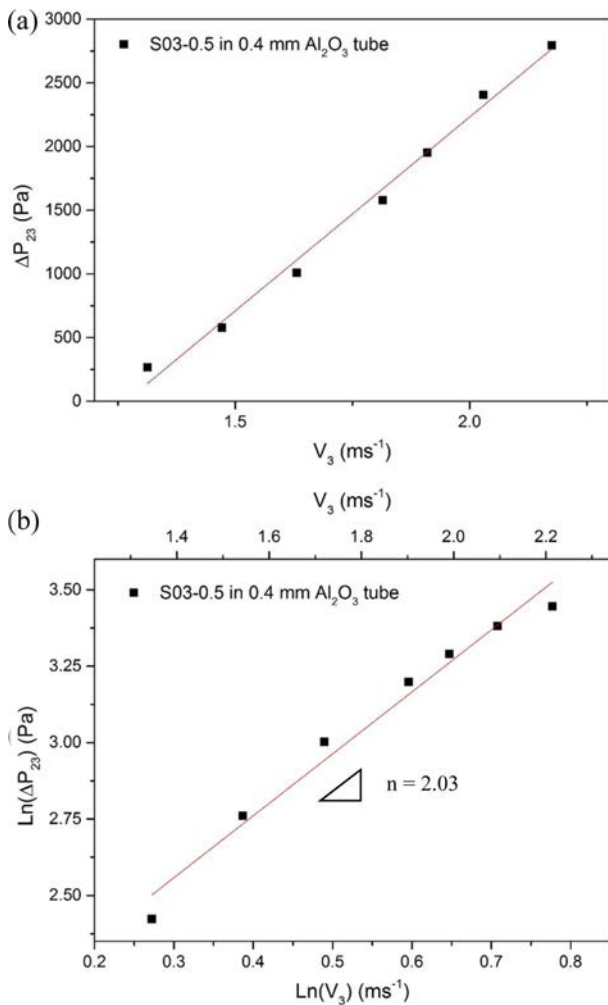 (a)
3000
2500
2000
1500
1000
500
0
ΔP₂₃ (Pa)
S03-0.5 in 0.4 mm Al₂O₃ tube
1.5
2.0
V₃ (ms⁻¹)
(b)
V₃ (ms⁻¹)
1.4
1.6
1.8
2.0
2.2
3.50
3.25
3.00
2.75
2.50
Ln(ΔP₂₃) (Pa)
S03-0.5 in 0.4 mm Al₂O₃ tube
n = 2.03
0.2
0.3
0.4
0.5
0.6
0.7
0.8
Ln(V₃) (ms⁻¹)